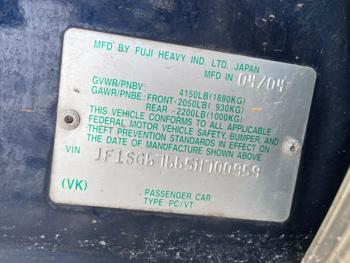 MFD BY FUJI HEAVY IND. LTD., JAPAN
MFD IN 04/04
GVWR/PNBV: 4150LB(1880KG)
GAWR/PNBE: FRONT-2050LB( 930KG)
REAR -2200LB(1000KG)
THIS VEHICLE CONFORMS TO ALL APPLICABLE
FEDERAL MOTOR VEHICLE SAFETY, BUMPER, AND
THEFT PREVENTION STANDARDS IN EFFECT ON THE
DATE OF MANUFACTURE SHOWN ABOVE.
VIN
(VK)
PASSENGER CAR
TYPE: PC/VT